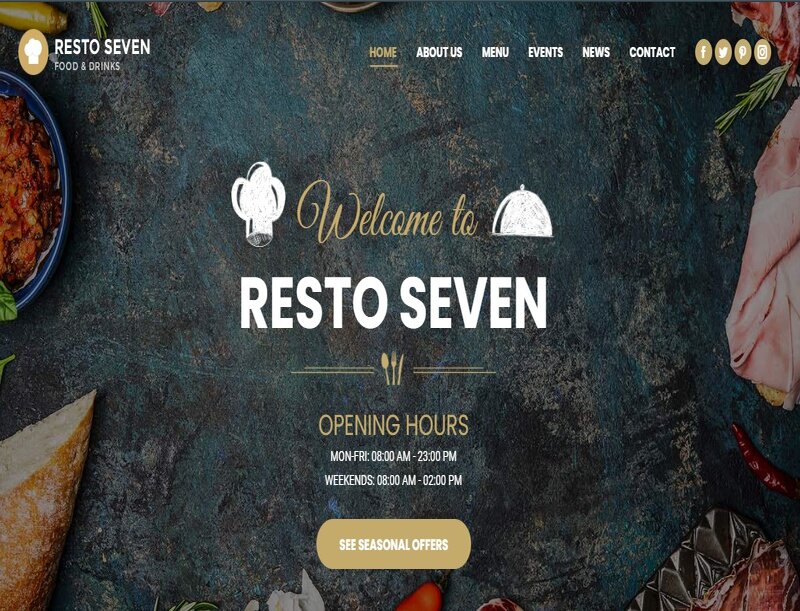 RESTO SEVEN
FOOD & DRINKS
HOME ABOUT US MENU EVENTS NEWS CONTACT
Welcome to
RESTO SEVEN
OPENING HOURS
MON-FRI: 08:00 AM - 23:00 PM
WEEKENDS: 08:00 AM - 02:00 PM
SEE SEASONAL OFFERS